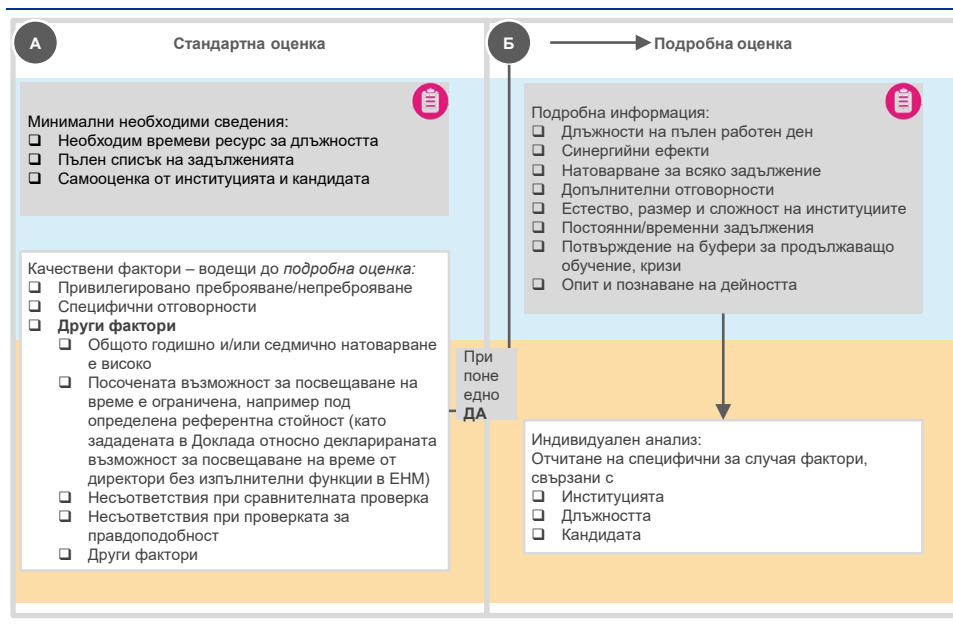 А
Стандартна оценка
Минимални необходими сведения:
❑ Необходим времеви ресурс за длъжността
❑ Пълен списък на задълженията
❑ Самооценка от институцията и кандидата
Качествени фактори – водещи до подробна оценка:
❑ Привилегировано преброяване/непреброяване
❑ Специфични отговорности
❑ Други фактори
❑ Общото годишно и/или седмично натоварване
е високо
❑ Посочената възможност за посвещаване на
време е ограничена, например под
определена референтна стойност (като
зададената в Доклада относно декларираната
възможност за посвещаване на време от
директори без изпълнителни функции в ЕНМ)
❑ Несъответствия при сравнителната проверка
❑ Несъответствия при проверката за
правдоподобност
❑ Други фактори
При
поне
едно
ДА
Б
Подробна оценка
Подробна информация:
❑ Длъжности на пълен работен ден
❑ Синергийни ефекти
❑ Натоварване за всяко задължение
❑ Допълнителни отговорности
❑ Естество, размер и сложност на институциите
❑ Постоянни/временни задължения
❑ Потвърждение на буфери за продължаващо
обучение, кризи
❑ Опит и познаване на дейността
Индивидуален анализ:
Отчитане на специфични за случая фактори,
свързани с
❑ Институцията
❑ Длъжността
❑ Кандидата